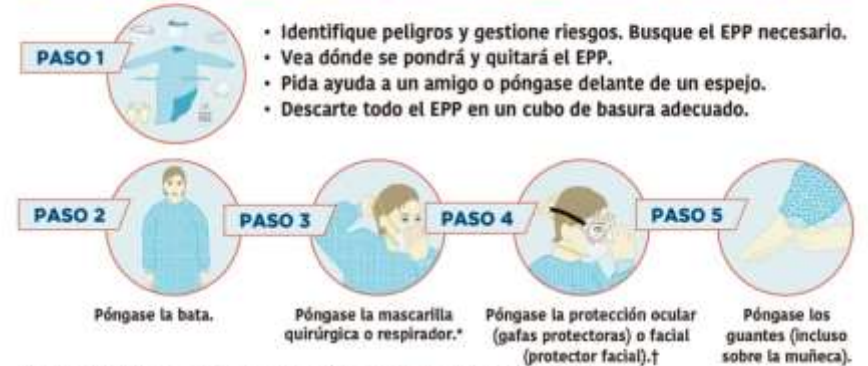 PASO 1
• Identifique peligros y gestione riesgos. Busque el EPP necesario.
• Vea dónde se pondrá y quitará el EPP.
• Pida ayuda a un amigo o póngase delante de un espejo.
• Descarte todo el EPP en un cubo de basura adecuado.
PASO 2
Póngase la bata.
PASO 3
Póngase la mascarilla
quirúrgica o respirador.*
PASO 4
Póngase la protección ocular
(gafas protectoras) o facial
(protector facial).†
PASO 5
Póngase los
guantes (incluso
sobre la muñeca).